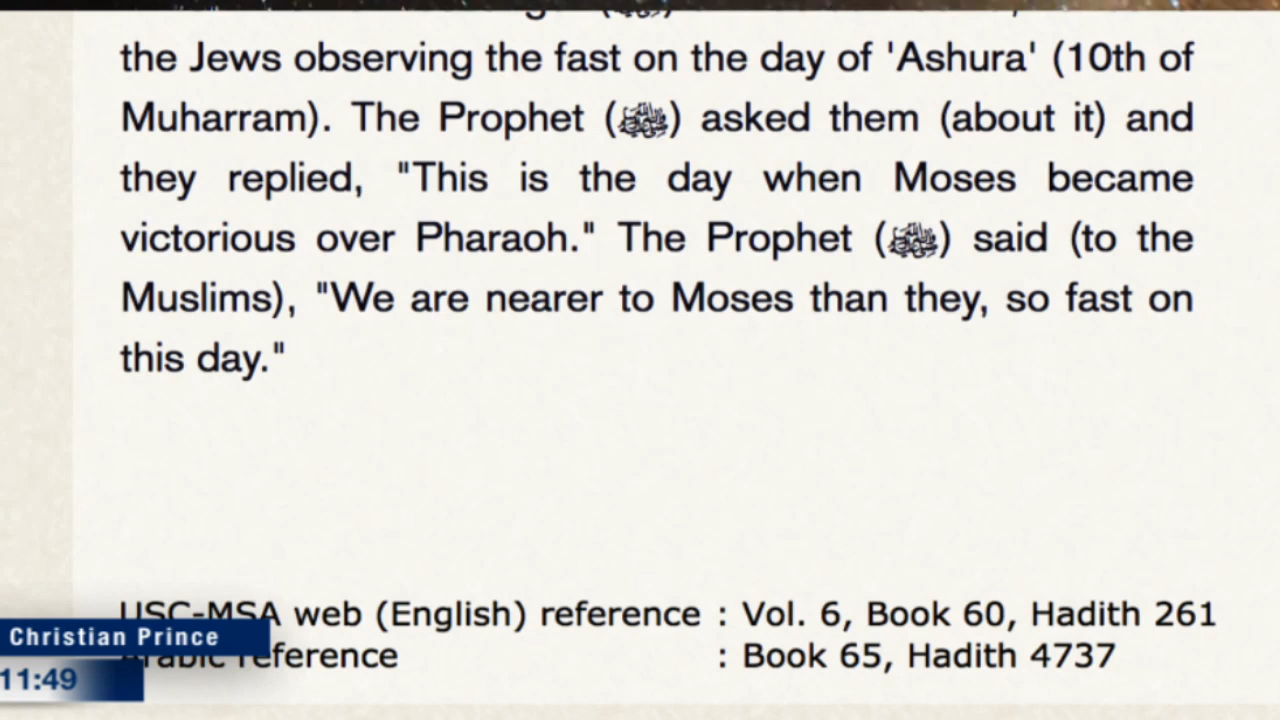 the Jews observing the fast on the day of 'Ashura' (10th of
Muharram). The Prophet (ﷺ) asked them (about it) and
they replied, "This is the day when Moses became
victorious over Pharaoh." The Prophet (ﷺ) said (to the
Muslims), "We are nearer to Moses than they, so fast on
this day."
USC-MSA web (English) reference : Vol. 6, Book 60, Hadith 261
Christian Prince
Arabic reference : Book 65, Hadith 4737
11:49